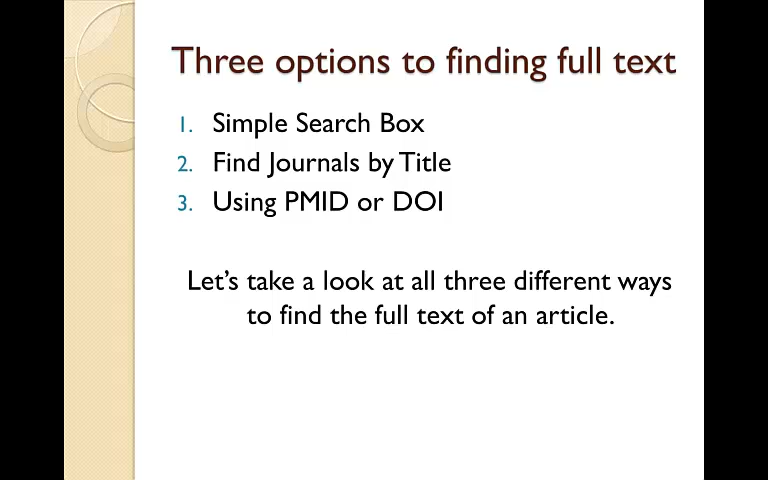 Three options to finding full text
1. Simple Search Box
2. Find Journals by Title
3. Using PMID or DOI
Let's take a look at all three different ways
to find the full text of an article.